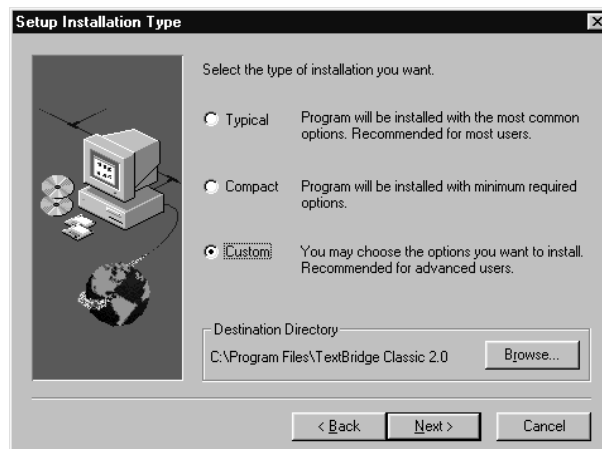 Setup Installation Type
Select the type of installation you want.
Typical
Program will be installed with the most common
options. Recommended for most users.
Compact
Program will be installed with minimum required
options.
Custom
You may choose the options you want to install.
Recommended for advanced users.
Destination Directory
C:\Program Files\TextBridge Classic 2.0
Browse...
< Back
Next >
Cancel